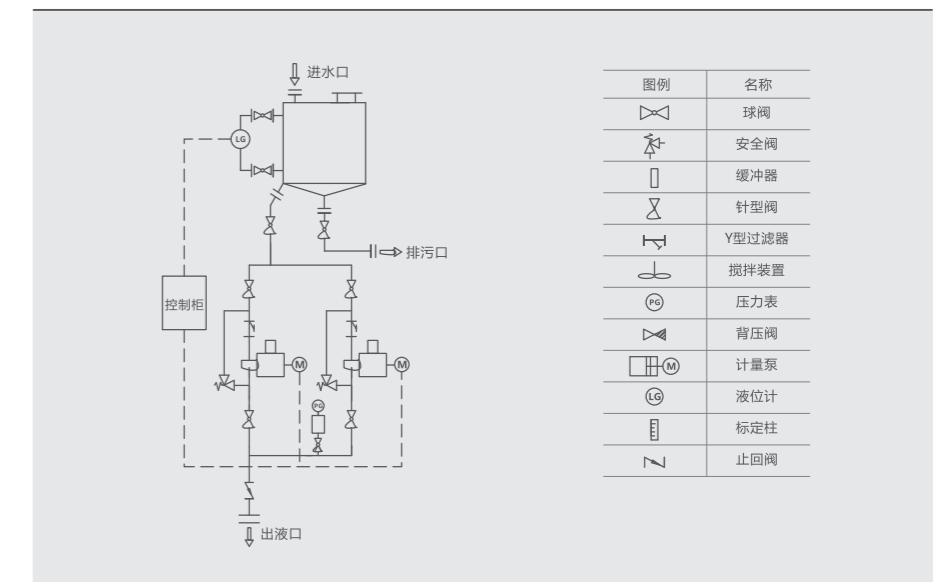 进水口
LG
排污口
控制柜
M
M
PG
出液口
图例 名称
球阀
安全阀
缓冲器
针型阀
Y型过滤器
搅拌装置
PG 压力表
背压阀
M 计量泵
LG 液位计
标定柱
止回阀